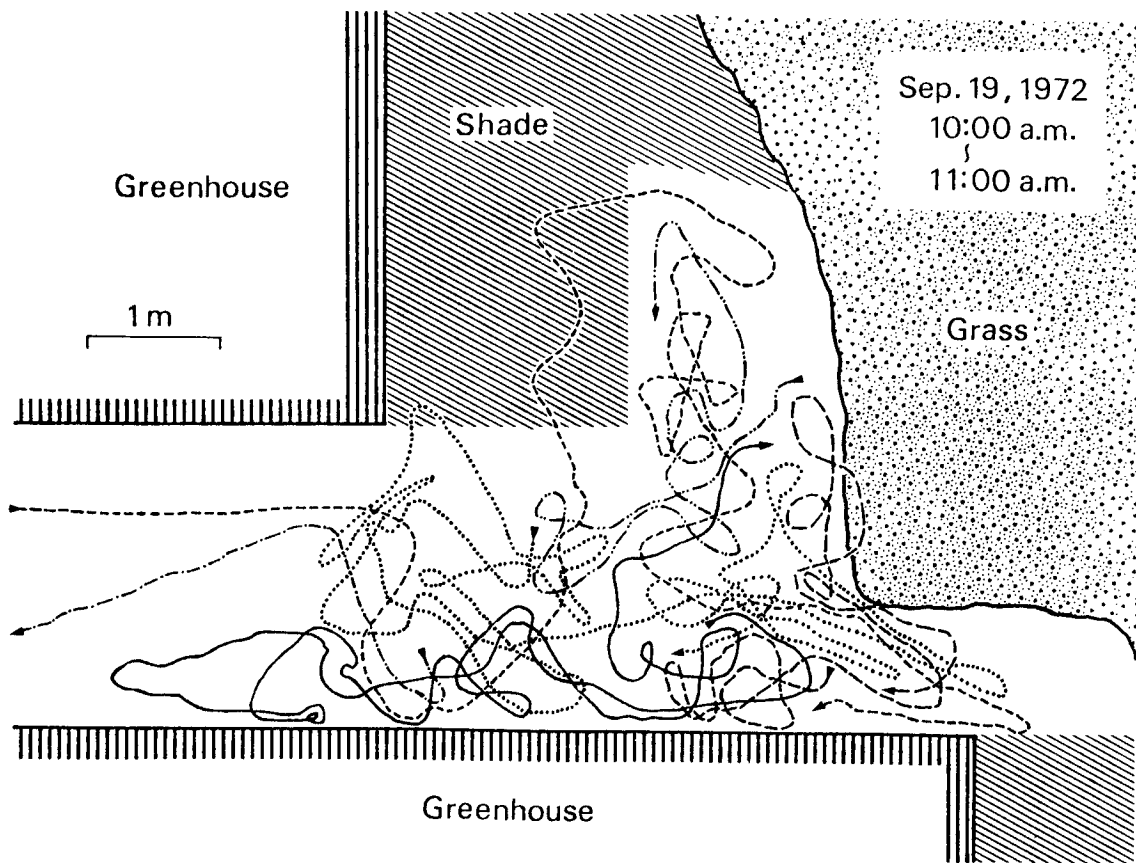 Sep. 19, 1972
10:00 a.m.
~
11:00 a.m.
Shade
Greenhouse
1 m
Grass
Greenhouse